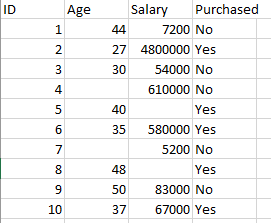 ID Age Salary Purchased
1 44 7200 No
2 27 4800000 Yes
3 30 54000 No
4 610000 No
5 40 Yes
6 35 580000 Yes
7 5200 No
8 48 Yes
9 50 83000 No
10 37 67000 Yes